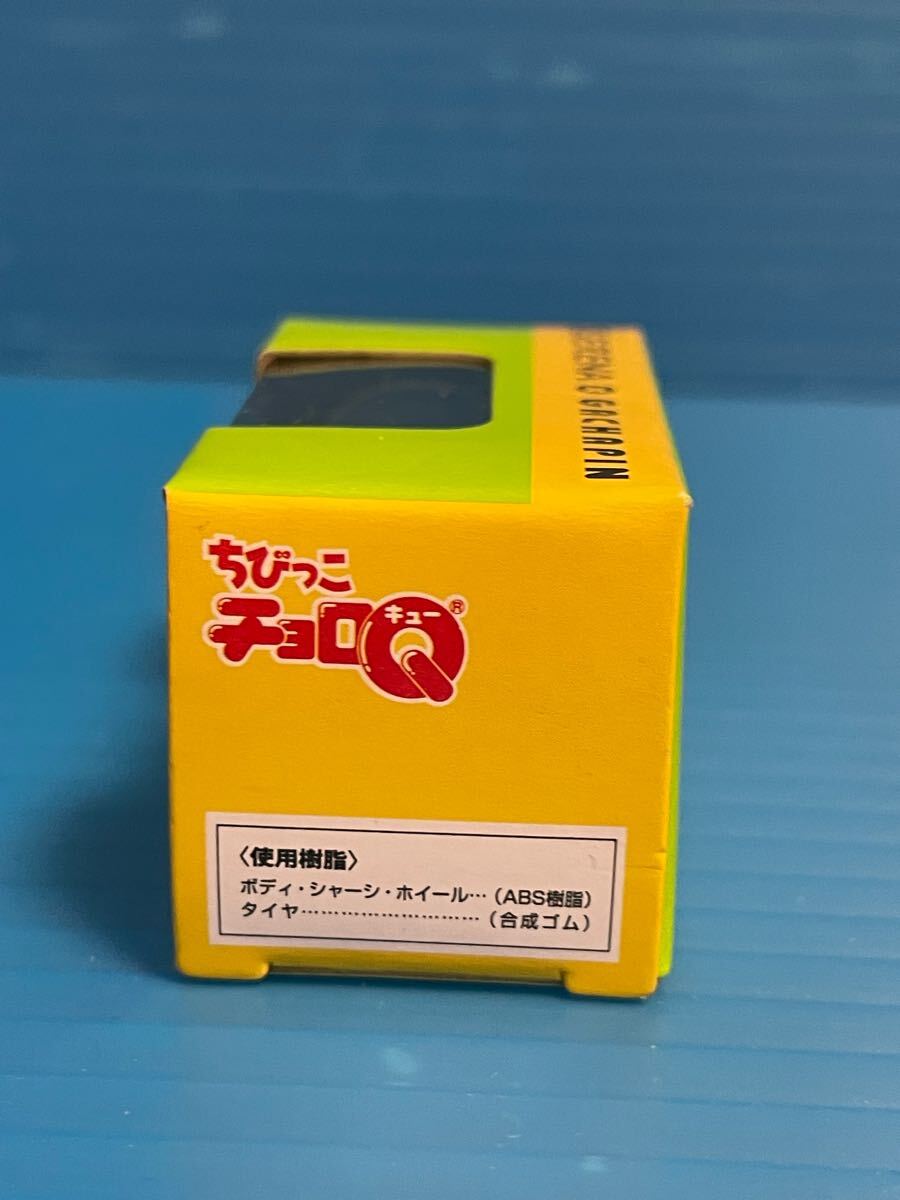 GACHAPIN
ちびっこ
チョロQ®
キュー
〈使用樹脂〉
ボディ・シャーシ・ホイール…（ABS樹脂）
タイヤ………………………（合成ゴム）